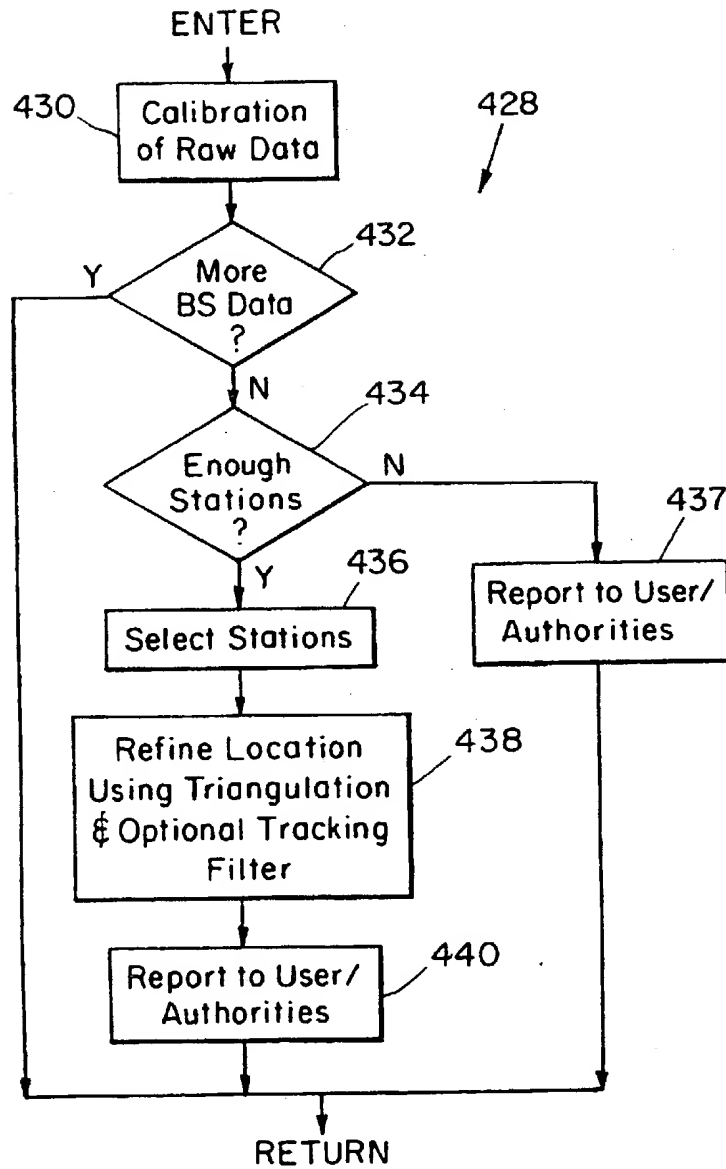 ENTER
430
Calibration
of Raw Data
428
432
Y
More
BS Data
?
N
434
Enough
Stations
?
N
437
Y
436
Report to User/
Authorities
Select Stations
438
Refine Location
Using Triangulation
& Optional Tracking
Filter
Report to User/
Authorities
440
RETURN